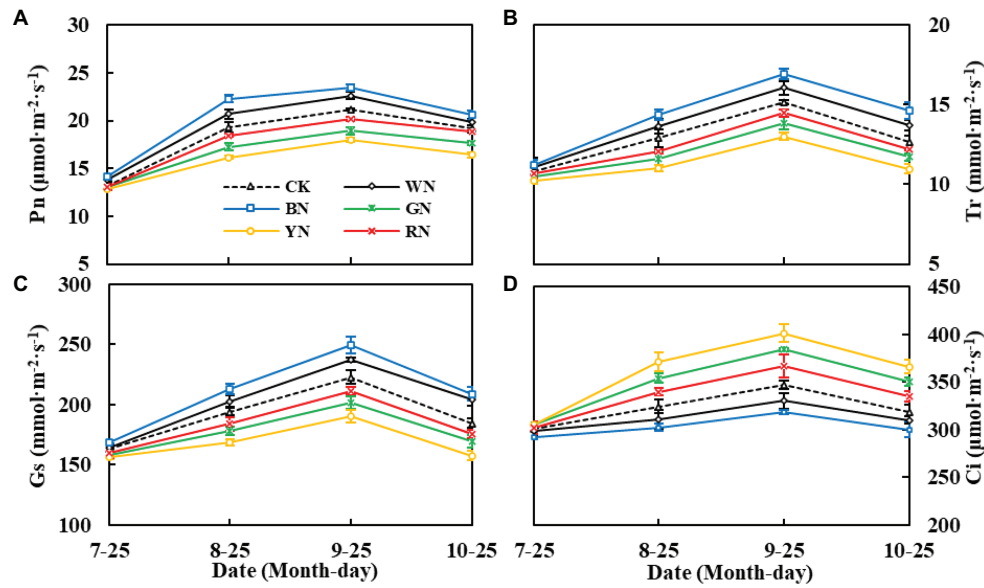 A
B
30
25
20
15
10
5
Pn (μmol·m⁻²·s⁻¹)
CK
WN
BN
GN
YN
RN
20
15
10
5
Tr (mmol·m⁻²·s⁻¹)
C
D
300
250
200
150
100
Gs (mmol·m⁻²·s⁻¹)
450
400
350
300
250
200
Ci (μmol·m⁻²·s⁻¹)
7-25
8-25
9-25
10-25
7-25
8-25
9-25
10-25
Date (Month-day)
Date (Month-day)